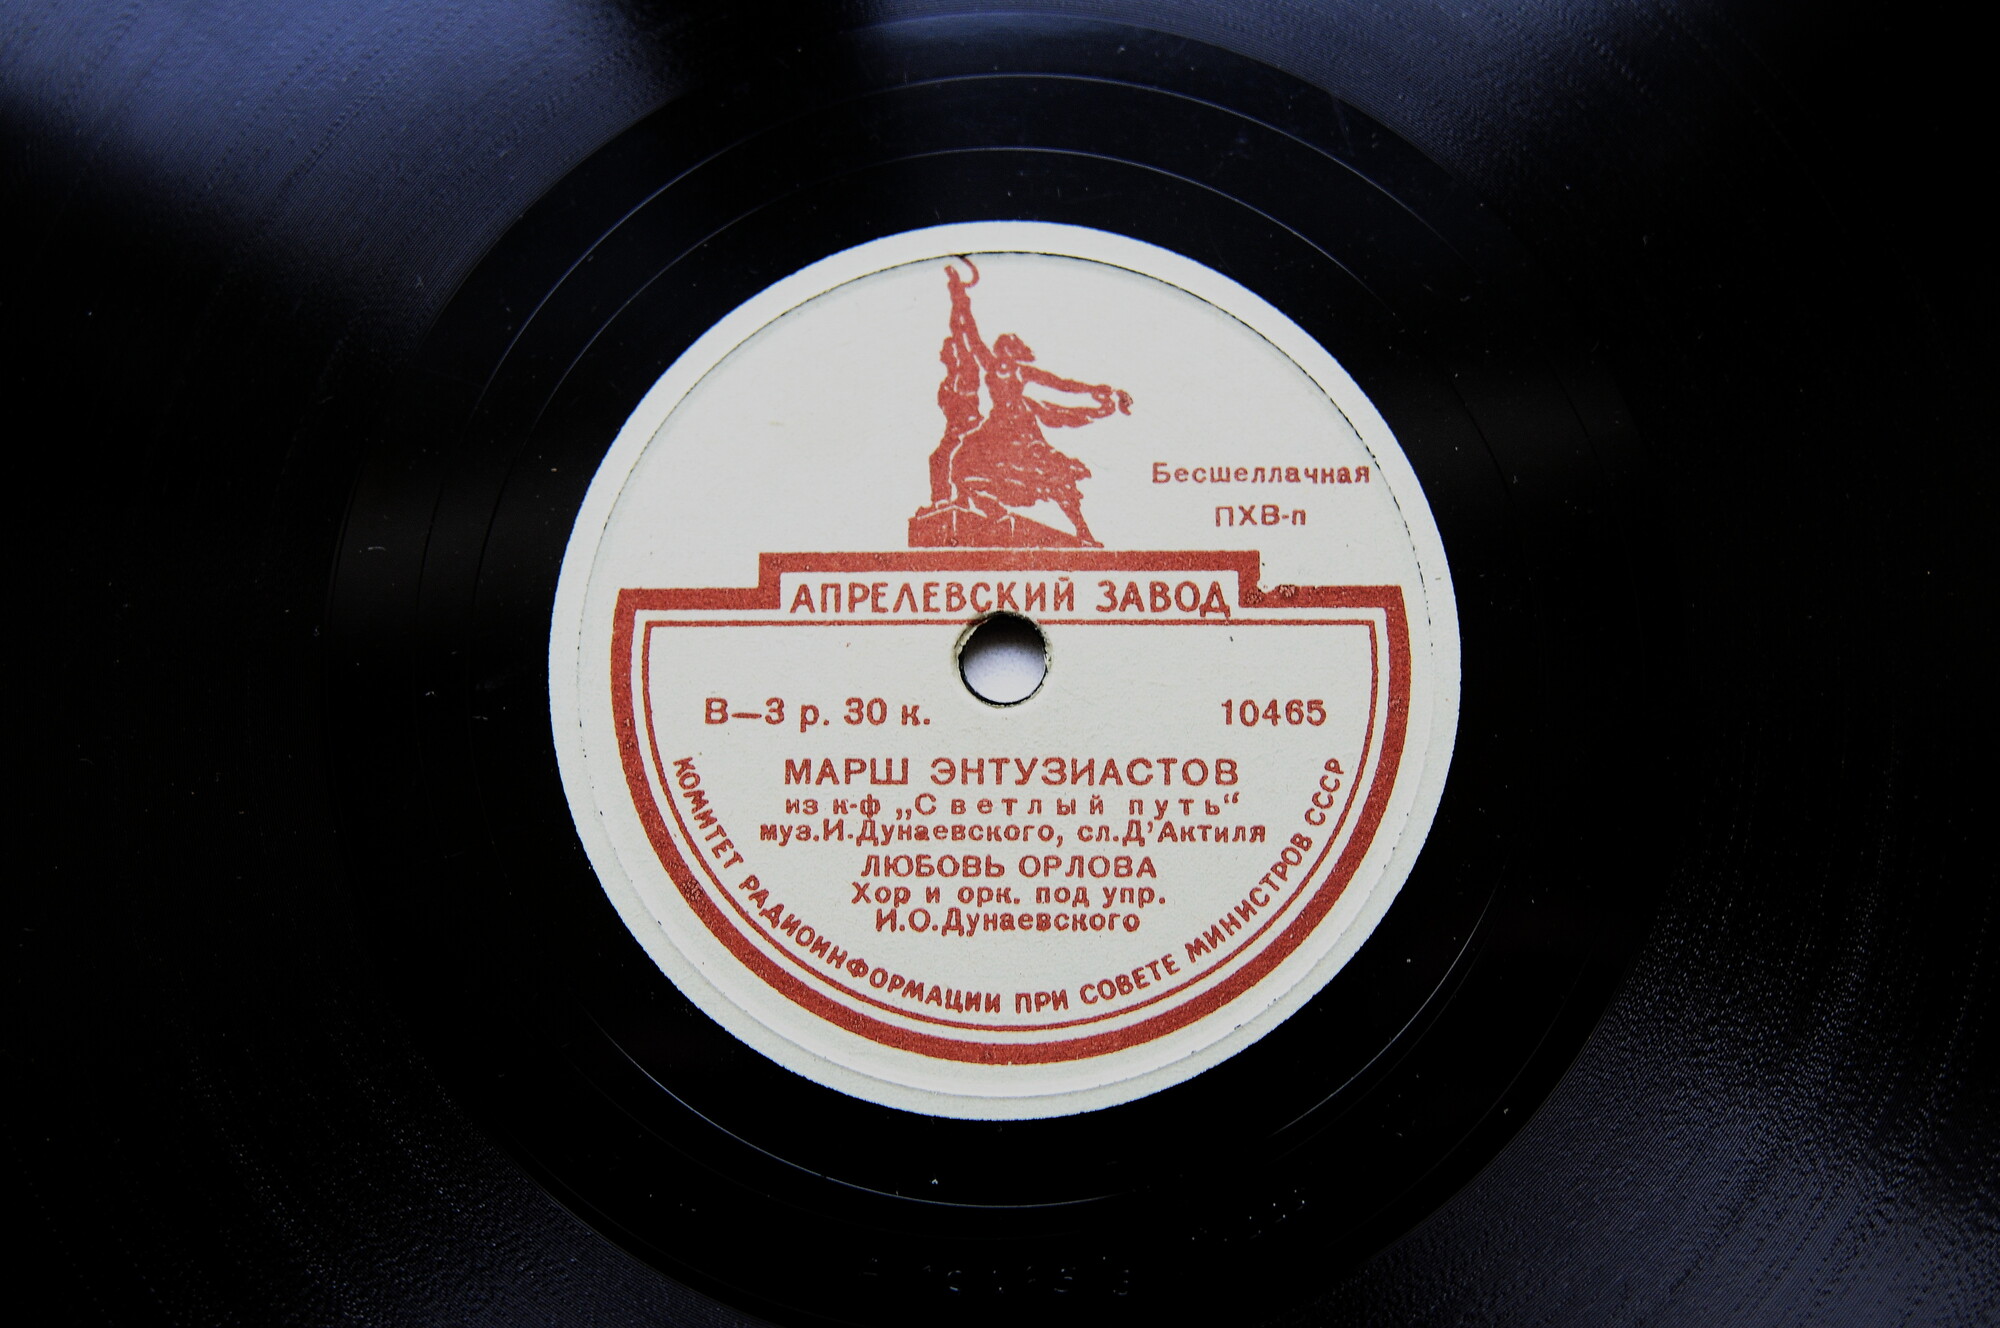 Бесшеллачная
ПХВ-п
АПРЕЛЕВСКИЙ ЗАВОД
В—3 р. 30 к.
10465
МАРШ ЭНТУЗИАСТОВ
из к-ф „Светлый путь“
муз.И.Дунаевского, сл.Д'Актиля
ЛЮБОВЬ ОРЛОВА
Хор и орк. под упр.
И.О.Дунаевского
КОМИТЕТ РАДИОИНФОРМАЦИИ ПРИ СОВЕТЕ МИНИСТРОВ СССР